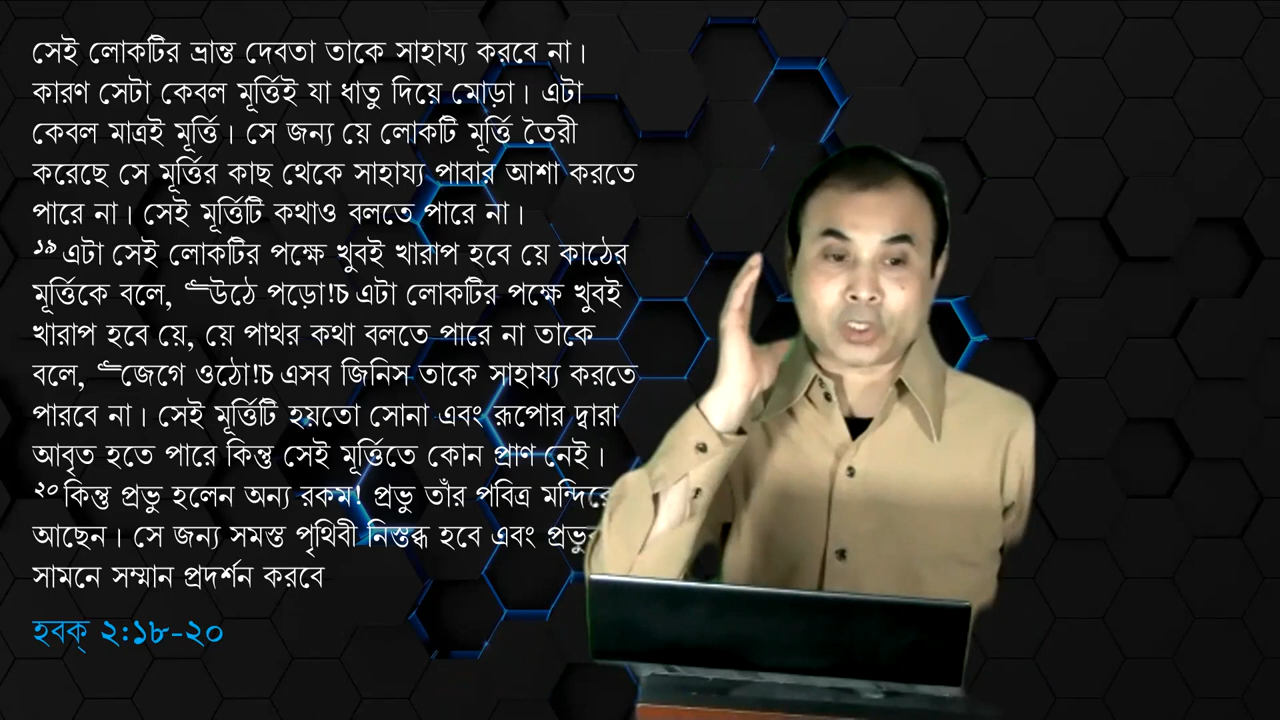 সেই লোকটির ভ্রান্ত দেবতা তাকে সাহায্য করবে না।
কারণ সেটা কেবল মূর্ত্তিই যা ধাতু দিয়ে মোড়া। এটা
কেবল মাত্রই মূর্ত্তি। সে জন্য য়ে লোকটি মূর্ত্তি তৈরী
করেছে সে মূর্ত্তির কাছ থেকে সাহায্য পাবার আশা করতে
পারে না। সেই মূর্ত্তিটি কথাও বলতে পারে না।
১৯ এটা সেই লোকটির পক্ষে খুবই খারাপ হবে য়ে কাঠের
মূর্ত্তিকে বলে, ‍‌উঠে পড়ো!চ এটা লোকটির পক্ষে খুবই
খারাপ হবে য়ে, য়ে পাথর কথা বলতে পারে না তাকে
বলে, জেগে ওঠো!চ এসব জিনিস তাকে সাহায্য করতে
পারবে না। সেই মূর্ত্তিটি হয়তো সোনা এবং রূপোর দ্বারা
আবৃত হতে পারে কিন্তু সেই মূর্ত্তিতে কোন প্রাণ নেই।
২০ কিন্তু প্রভু হলেন অন্য রকম! প্রভু তাঁর পবিত্র মন্দিরে
আছেন। সে জন্য সমস্ত পৃথিবী নিস্তব্ধ হবে এবং প্রভুর
সামনে সম্মান প্রদর্শন করবে
হবক্ ২:১৮-২০